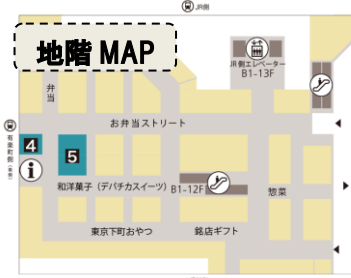 JR側
地階 MAP
JR側エレベーター
B1-13F
弁当
お弁当ストリート
有楽町側
4
5
i
和洋菓子（デパチカスイーツ）
B1-12F
惣菜
東京下町おやつ
銘店ギフト